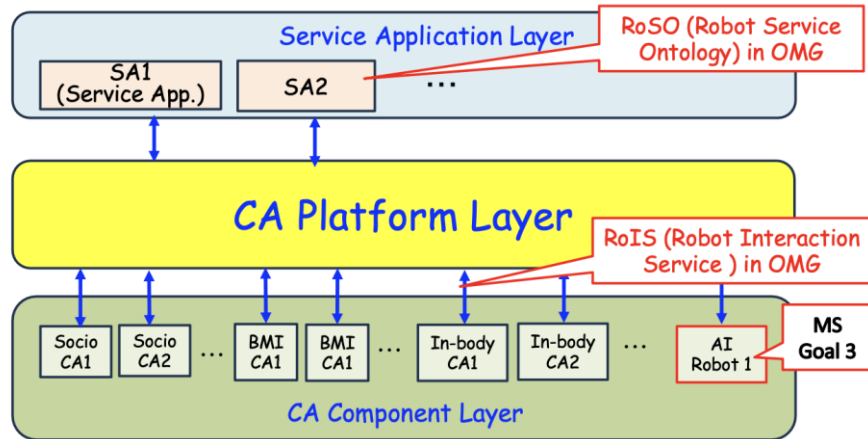 Service Application Layer
RoSO (Robot Service
Ontology) in OMG
SA1
(Service App.)
SA2
...
CA Platform Layer
RoIS (Robot Interaction
Service ) in OMG
Socio
CA1
Socio
CA2
...
BMI
CA1
BMI
CA1
...
In-body
CA1
In-body
CA2
...
AI
Robot 1
MS
Goal 3
CA Component Layer